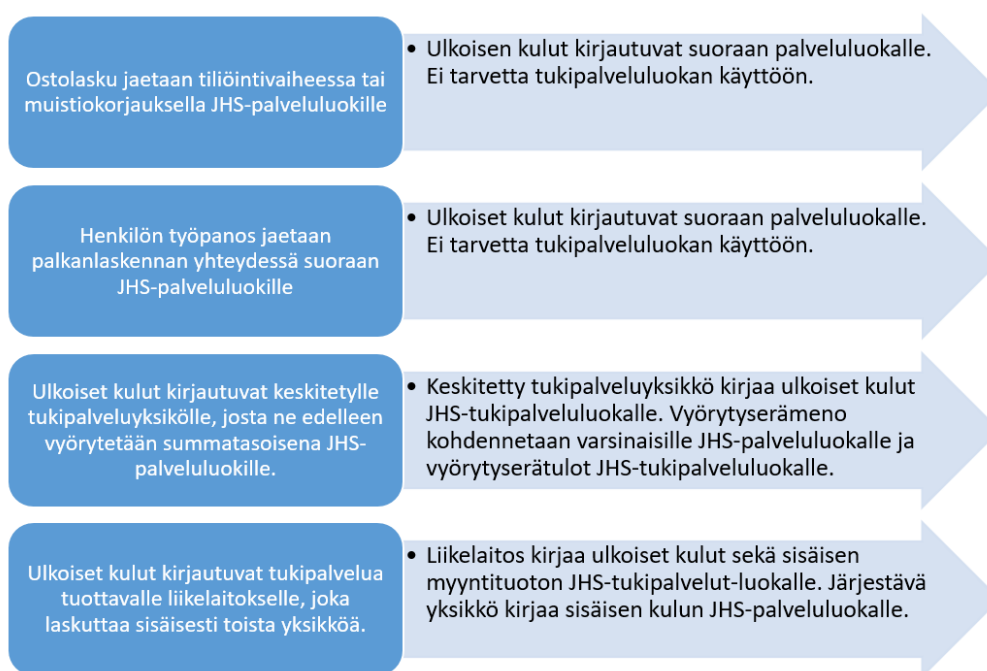 Ostolasku jaetaan tiliöintivaiheessa tai
muistiokorjauksella JHS-palveluluokille
• Ulkoisen kulut kirjautuvat suoraan palveluluokalle.
Ei tarvetta tukipalveluluokan käyttöön.
Henkilön työpanos jaetaan
palkanlaskennan yhteydessä suoraan
JHS-palveluluokille
• Ulkoiset kulut kirjautuvat suoraan palveluluokalle.
Ei tarvetta tukipalveluluokan käyttöön.
Ulkoiset kulut kirjautuvat keskitetylle
tukipalveluyksikölle, josta ne edelleen
vyörytetään summatasoisena JHS-
palveluluokille.
• Keskitetty tukipalveluyksikkö kirjaa ulkoiset kulut
JHS-tukipalveluluokalle. Vyörytyserämeno
kohdennetaan varsinaisille JHS-palveluluokalle ja
vyörytyserätulot JHS-tukipalveluluokalle.
Ulkoiset kulut kirjautuvat tukipalvelua
tuottavalle liikelaitokselle, joka
laskuttaa sisäisesti toista yksikköä.
• Liikelaitos kirjaa ulkoiset kulut sekä sisäisen
myyntituoton JHS-tukipalvelut-luokalle. Järjestävä
yksikkö kirjaa sisäisen kulun JHS-palveluluokalle.